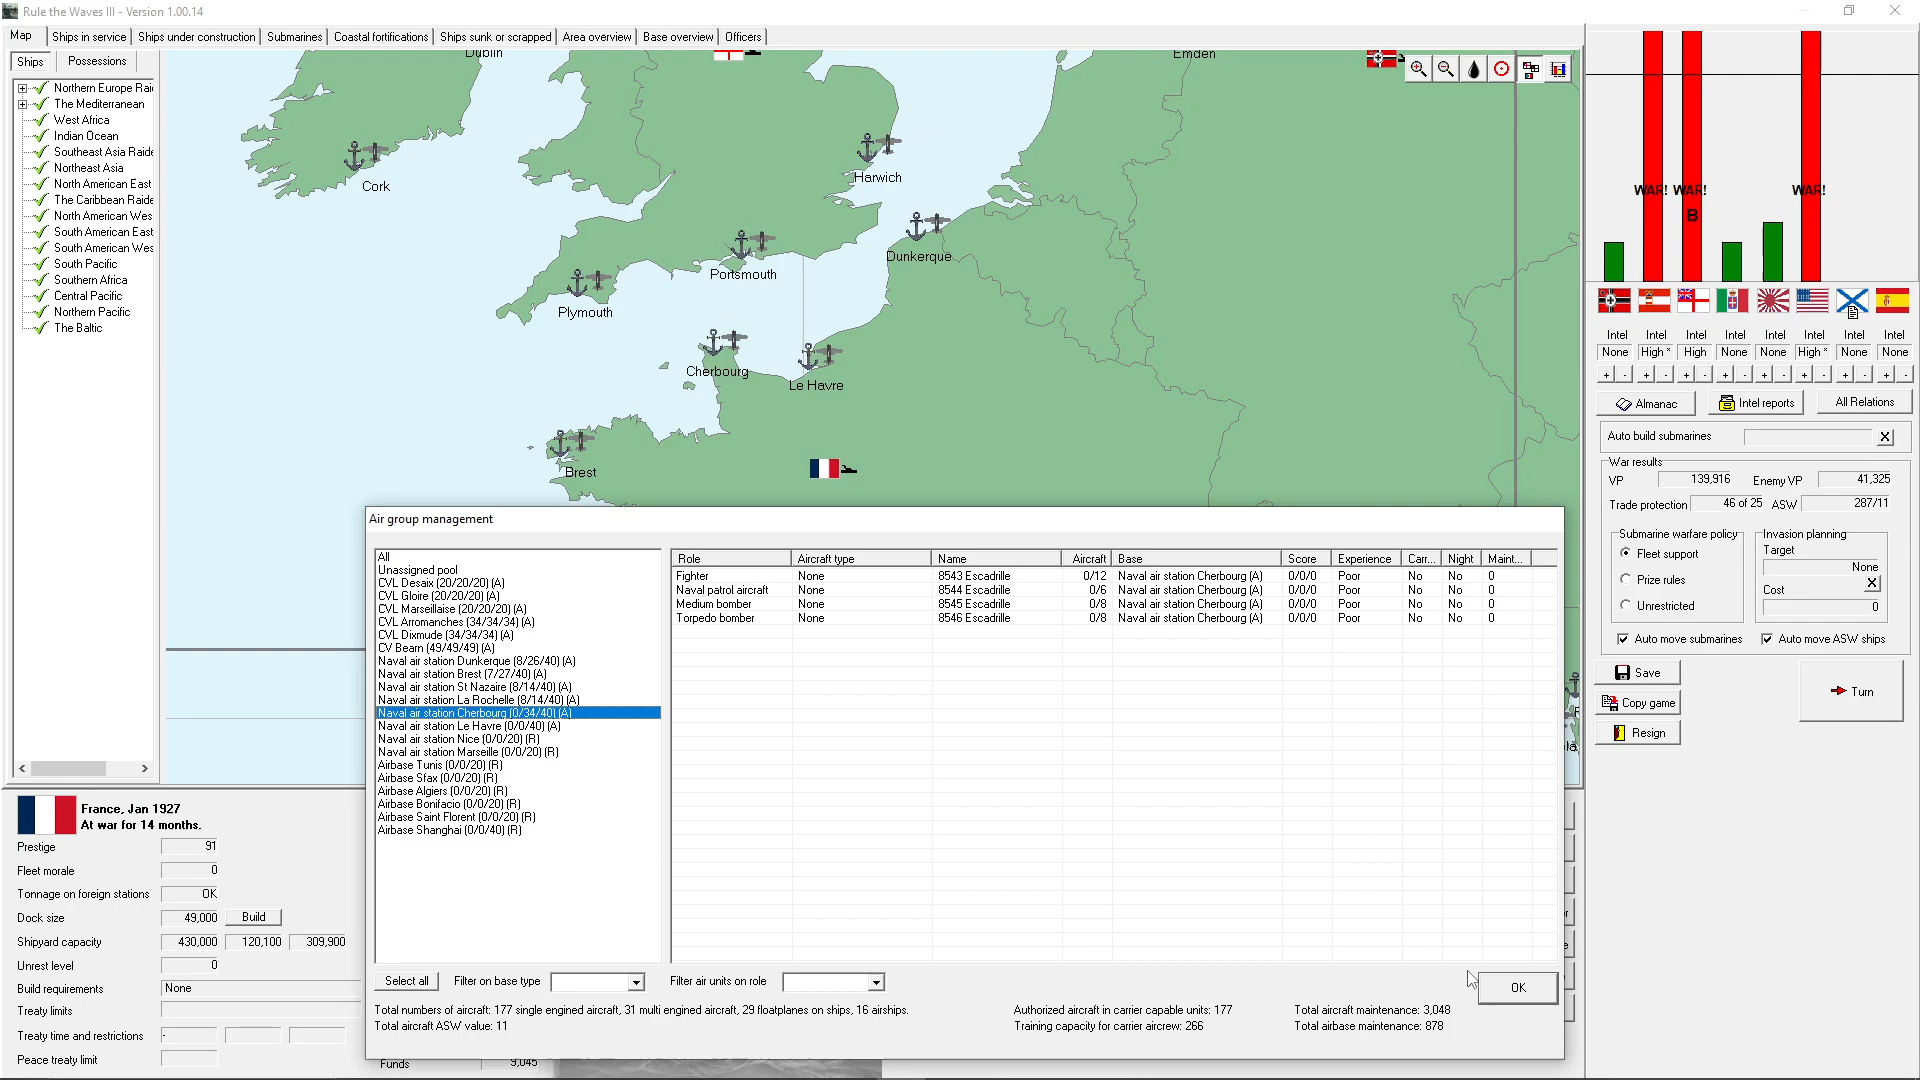 Rule the Waves III - Version 1.00.14
Map
Ships in service
Ships under construction
Submarines
Coastal fortifications
Ships sunk or scrapped
Area overview
Base overview
Officers
Ships
Possessions
Northern Europe Rai
The Mediterranean
West Africa
Indian Ocean
Southeast Asia Raide
Northeast Asia
North American East
The Caribbean Raide
North American Wes
South American East
South American Wes
South Pacific
Southern Africa
Central Pacific
Northern Pacific
The Baltic
Dublin
Emden
Cork
Harwich
Dunkerque
Portsmouth
Plymouth
Cherbourg
Le Havre
Brest
WAR! WAR! WAR!
B
Intel Intel Intel Intel Intel Intel Intel Intel
None High * High None None High * None None
+ - + - + - + - + - + - + - + -
Almanac
Intel reports
All Relations
Auto build submarines
X
War results
VP 139,916 Enemy VP 41,325
Trade protection 46 of 25 ASW 287/11
Submarine warfare policy
Fleet support
Prize rules
Unrestricted
Invasion planning
Target
None
Cost X
0
Auto move submarines
Auto move ASW ships
Save
Copy game
Resign
Turn
Air group management
All
Unassigned pool
CVL Desaix (20/20/20) (A)
CVL Gloire (20/20/20) (A)
CVL Marseillaise (20/20/20) (A)
CVL Arromanches (34/34/34) (A)
CVL Dixmude (34/34/34) (A)
CV Bearn (49/49/49) (A)
Naval air station Dunkerque (8/26/40) (A)
Naval air station Brest (7/27/40) (A)
Naval air station St Nazaire (8/14/40) (A)
Naval air station La Rochelle (8/14/40) (A)
Naval air station Cherbourg (0/34/40) (A)
Naval air station Le Havre (0/0/40) (A)
Naval air station Nice (0/0/20) (R)
Naval air station Marseille (0/0/20) (R)
Airbase Tunis (0/0/20) (R)
Airbase Sfax (0/0/20) (R)
Airbase Algiers (0/0/20) (R)
Airbase Bonifacio (0/0/20) (R)
Airbase Saint Florent (0/0/20) (R)
Airbase Shanghai (0/0/40) (R)
Role Aircraft type Name Aircraft Base Score Experience Carr... Night Maint...
Fighter None 8543 Escadrille 0/12 Naval air station Cherbourg (A) 0/0/0 Poor No No 0
Naval patrol aircraft None 8544 Escadrille 0/6 Naval air station Cherbourg (A) 0/0/0 Poor No No 0
Medium bomber None 8545 Escadrille 0/8 Naval air station Cherbourg (A) 0/0/0 Poor No No 0
Torpedo bomber None 8546 Escadrille 0/8 Naval air station Cherbourg (A) 0/0/0 Poor No No 0
Select all
Filter on base type
Filter air units on role
OK
Total numbers of aircraft: 177 single engined aircraft, 31 multi engined aircraft, 29 floatplanes on ships, 16 airships.
Authorized aircraft in carrier capable units: 177
Total aircraft maintenance: 3,048
Total aircraft ASW value: 11
Training capacity for carrier aircrew: 266
Total airbase maintenance: 878
France, Jan 1927
At war for 14 months.
Prestige 91
Fleet morale 0
Tonnage on foreign stations OK
Dock size 49,000 Build
Shipyard capacity 430,000 120,100 309,900
Unrest level 0
Build requirements None
Treaty limits
Treaty time and restrictions -
Peace treaty limit
Funds 9,045